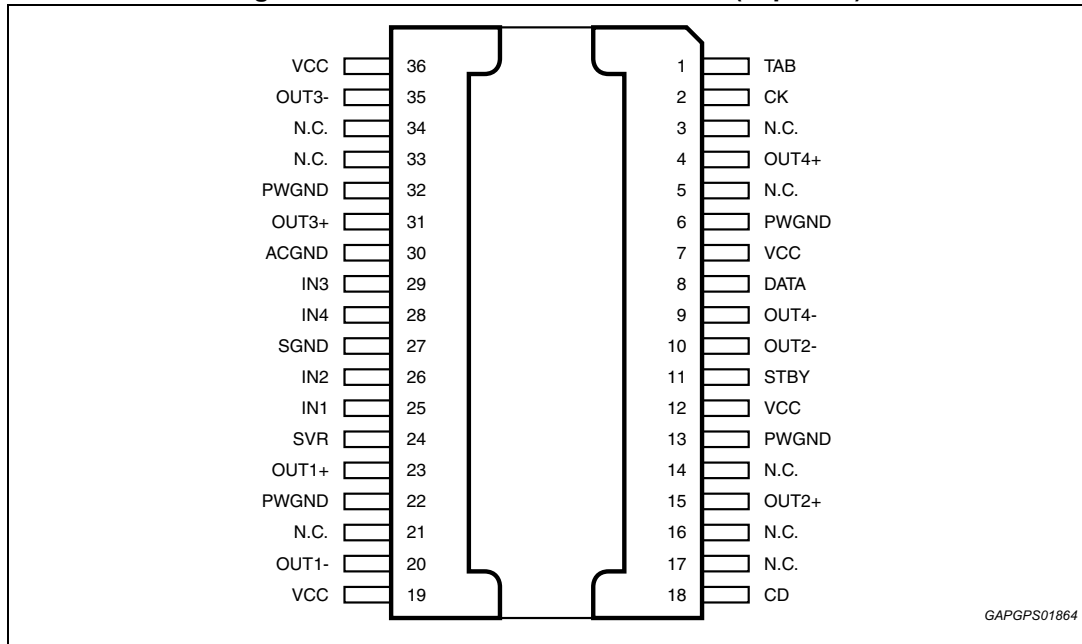 VCC 36 1 TAB
OUT3- 35 2 CK
N.C. 34 3 N.C.
N.C. 33 4 OUT4+
PWGND 32 5 N.C.
OUT3+ 31 6 PWGND
ACGND 30 7 VCC
IN3 29 8 DATA
IN4 28 9 OUT4-
SGND 27 10 OUT2-
IN2 26 11 STBY
IN1 25 12 VCC
SVR 24 13 PWGND
OUT1+ 23 14 N.C.
PWGND 22 15 OUT2+
N.C. 21 16 N.C.
OUT1- 20 17 N.C.
VCC 19 18 CD
GAPGPS01864